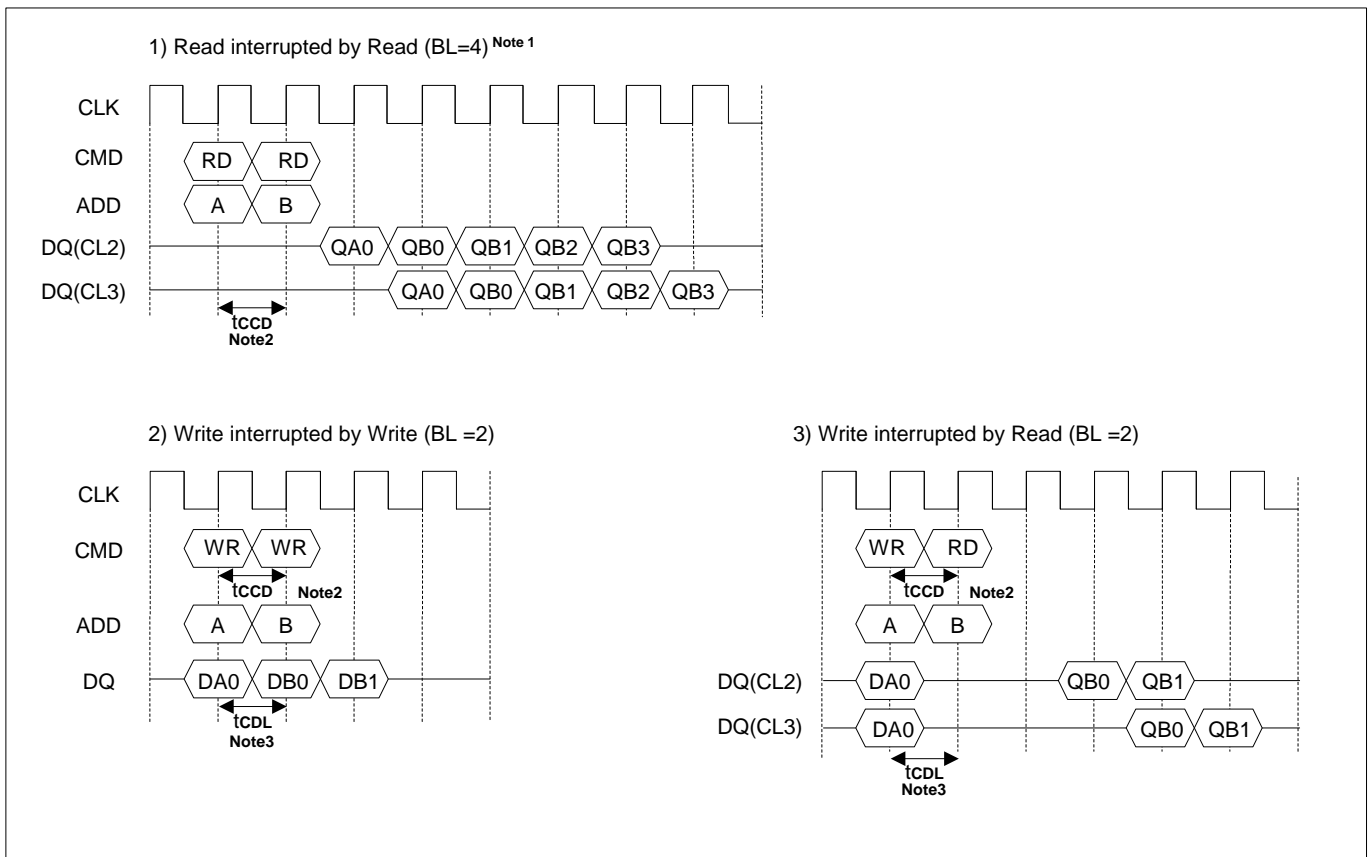 1) Read interrupted by Read (BL=4) Note 1
CLK
CMD RD RD
ADD A B
DQ(CL2) QA0 QB0 QB1 QB2 QB3
DQ(CL3) QA0 QB0 QB1 QB2 QB3
tCCD
Note2
2) Write interrupted by Write (BL =2)
CLK
CMD WR WR
tCCD Note2
ADD A B
DQ DA0 DB0 DB1
tCDL
Note3
3) Write interrupted by Read (BL =2)
WR RD
tCCD Note2
A B
DQ(CL2) DA0 QB0 QB1
DQ(CL3) DA0 QB0 QB1
tCDL
Note3